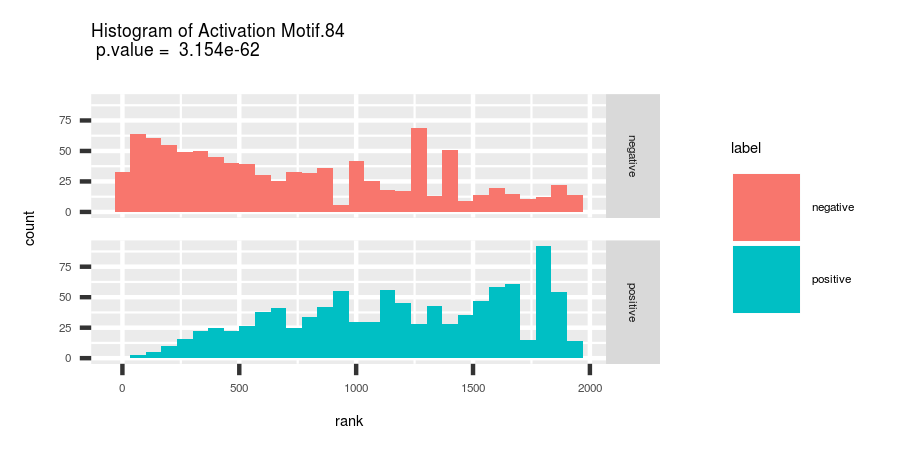 Histogram of Activation Motif.84
p.value = 3.154e-62
75
50
25
0
negative
75
50
25
0
positive
count
0 500 1000 1500 2000
rank
label
negative
positive